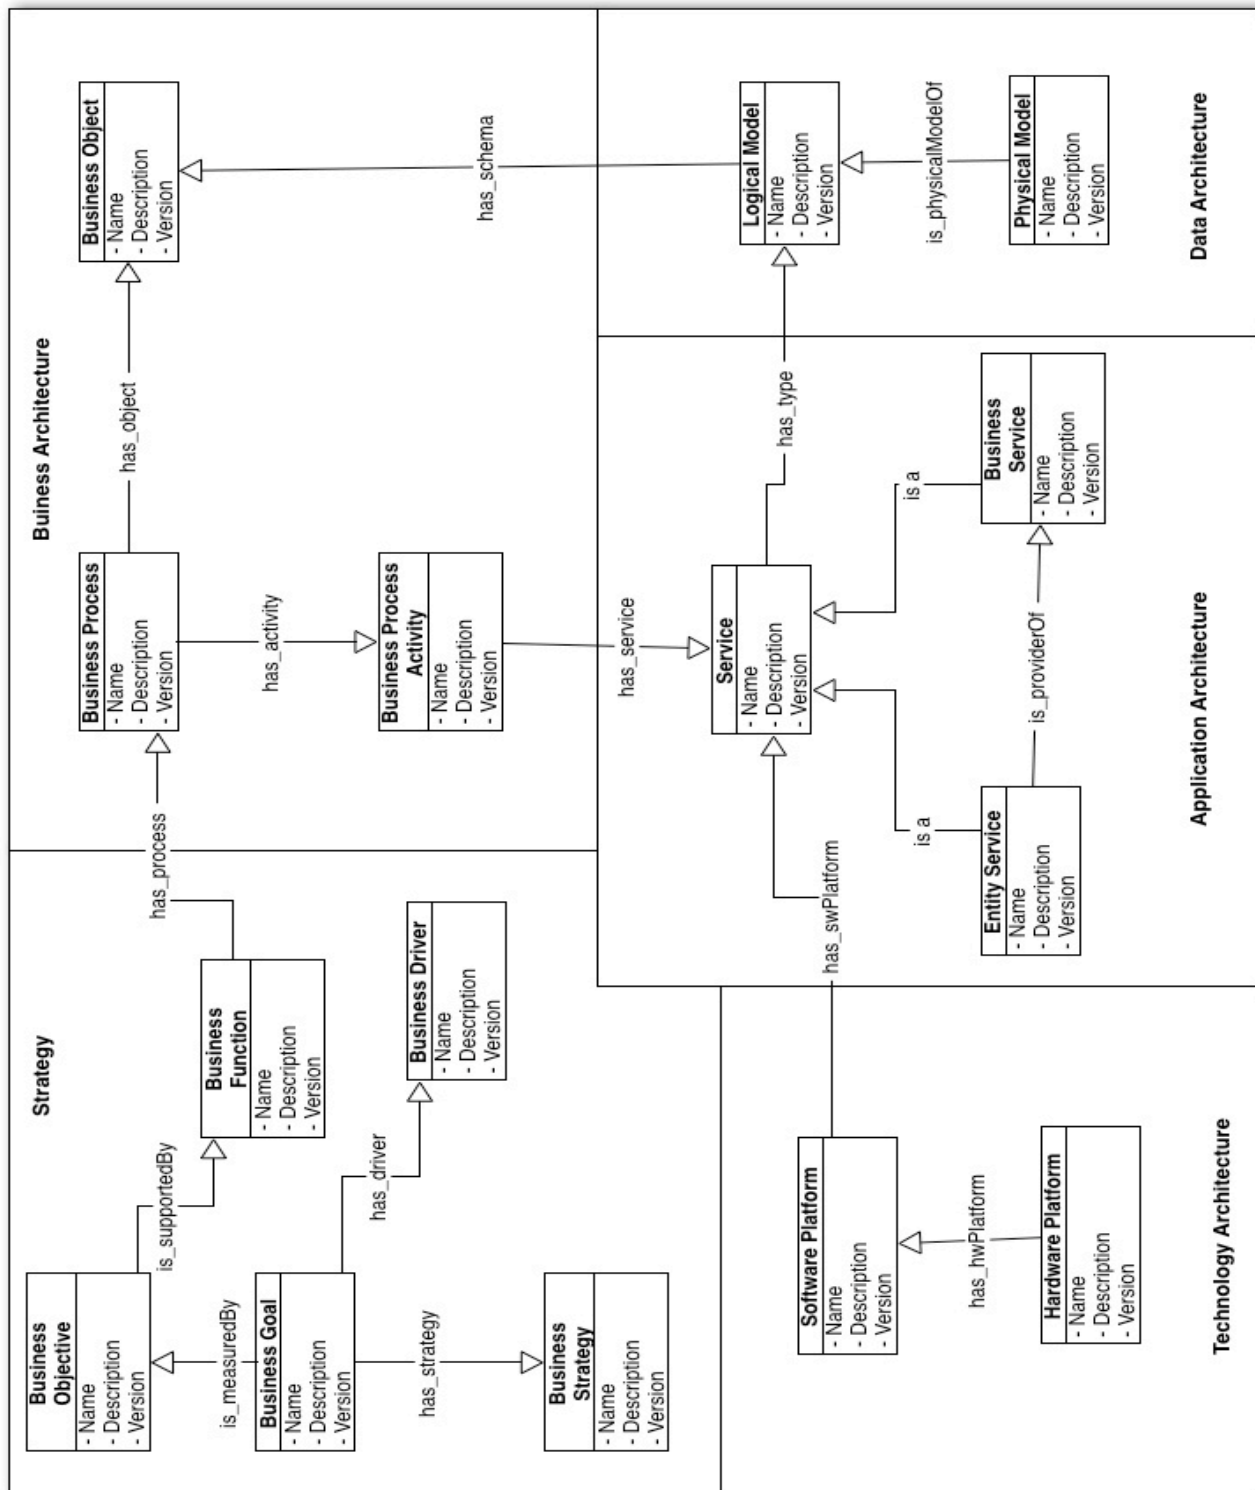 Strategy
Business
Objective
- Name
- Description
- Version
is_supportedBy
Business
Function
- Name
- Description
- Version
has_process
is_measuredBy
Business Goal
- Name
- Description
- Version
has_driver
Business Driver
- Name
- Description
- Version
has_strategy
Business
Strategy
- Name
- Description
- Version
Buiness Architecture
Business Process
- Name
- Description
- Version
has_object
Business Object
- Name
- Description
- Version
has_activity
Business Process
Activity
- Name
- Description
- Version
has_service
has_schema
Technology Architecture
Software Platform
- Name
- Description
- Version
has_swPlatform
has_hwPlatform
Hardware Platform
- Name
- Description
- Version
Application Architecture
Service
- Name
- Description
- Version
has_type
is a
is a
Entity Service
- Name
- Description
- Version
is_providerOf
Business
Service
- Name
- Description
- Version
Data Architecture
Logical Model
- Name
- Description
- Version
is_physicalModelOf
Physical Model
- Name
- Description
- Version